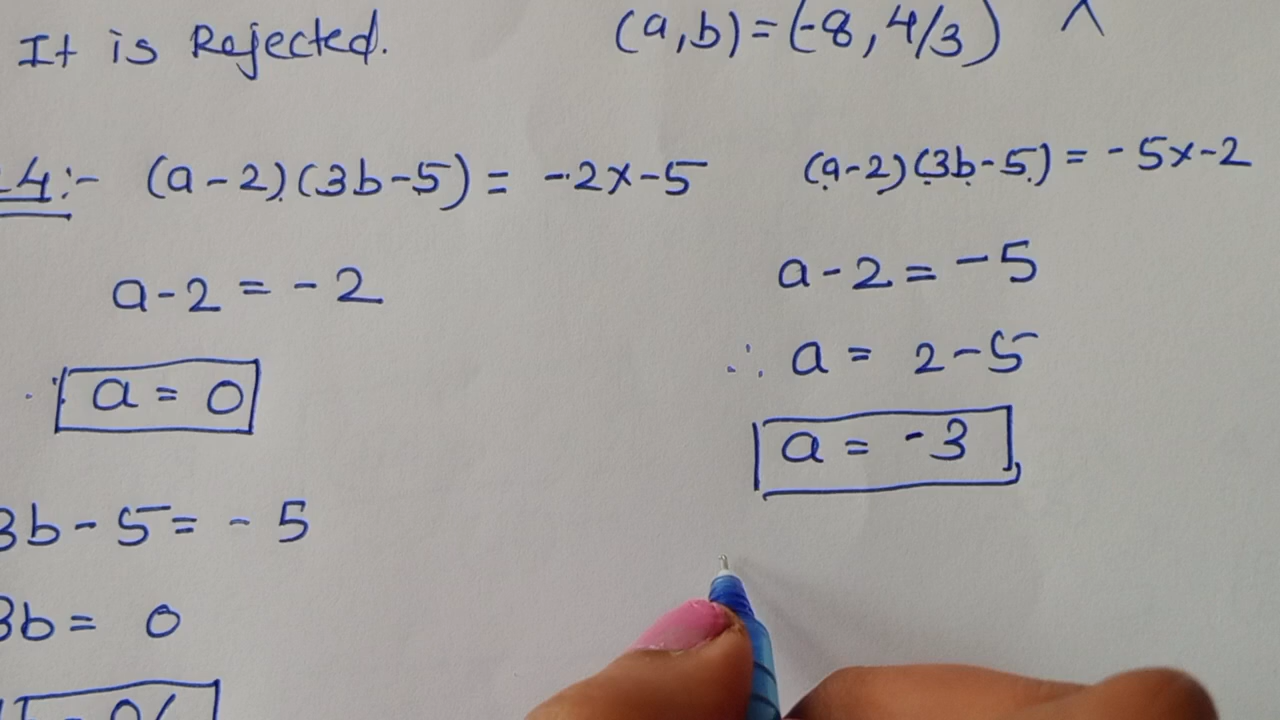 It is Rejected.
(a,b)=(-8,4/3)
4:- (a-2)(3b-5)= -2x-5
a-2=-2
a=0
3b-5=-5
3b= 0
(a-2)(3b-5)=-5x-2
a-2=-5
∴ a= 2-5
a=-3